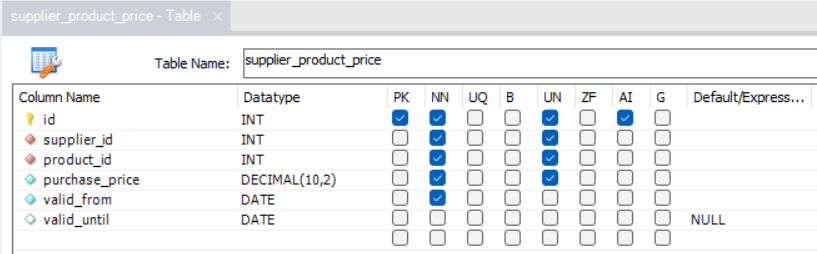 supplier_product_price - Table ×
Table Name: supplier_product_price
Column Name Datatype PK NN UQ B UN ZF AI G Default/Express...
id INT
supplier_id INT
product_id INT
purchase_price DECIMAL(10,2)
valid_from DATE
valid_until DATE NULL